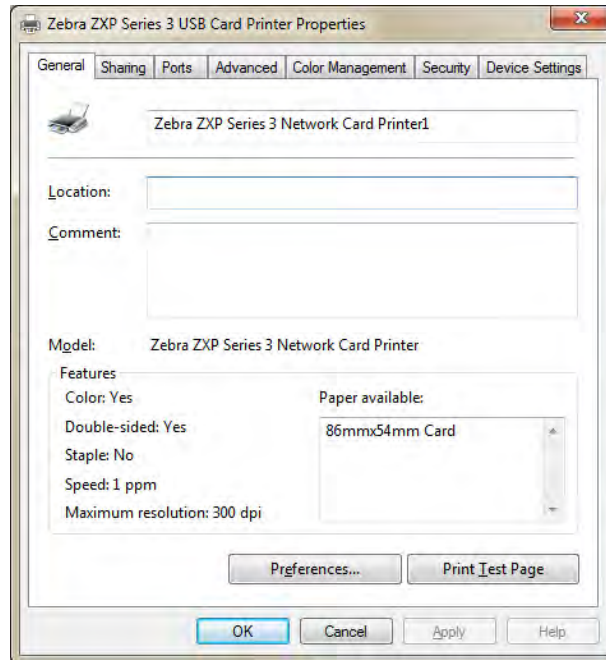 Zebra ZXP Series 3 USB Card Printer Properties
General Sharing Ports Advanced Color Management Security Device Settings
Zebra ZXP Series 3 Network Card Printer1
Location:
Comment:
Model: Zebra ZXP Series 3 Network Card Printer
Features
Color: Yes Paper available:
Double-sided: Yes 86mmx54mm Card
Staple: No
Speed: 1 ppm
Maximum resolution: 300 dpi
Preferences... Print Test Page
OK Cancel Apply Help